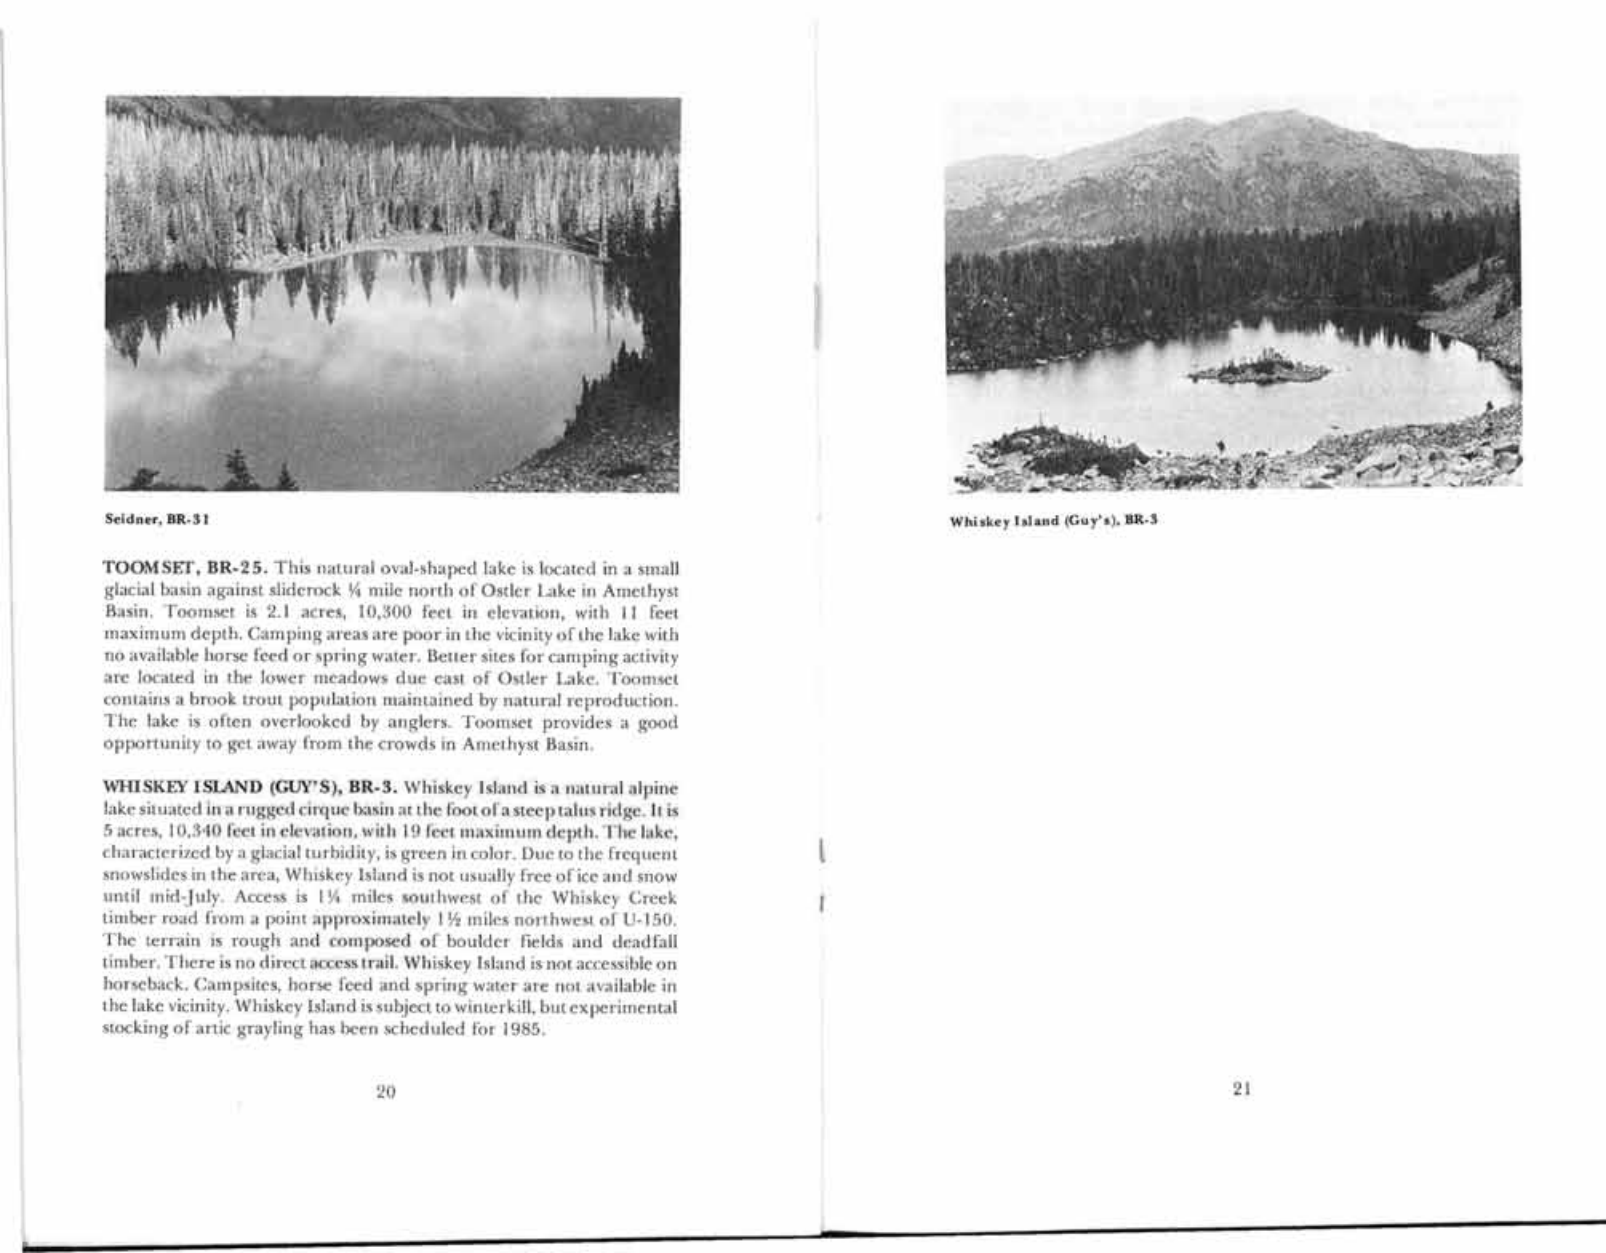 Seidner, BR-31
TOOMSET, BR-25. This natural oval-shaped lake is located in a small
glacial basin against sliderock ¼ mile north of Ostler Lake in Amethyst
Basin. Toomset is 2.1 acres, 10,300 feet in elevation, with 11 feet
maximum depth. Camping areas are poor in the vicinity of the lake with
no available horse feed or spring water. Better sites for camping activity
are located in the lower meadows due east of Ostler Lake. Toomset
contains a brook trout population maintained by natural reproduction.
The lake is often overlooked by anglers. Toomset provides a good
opportunity to get away from the crowds in Amethyst Basin.
WHISKEY ISLAND (GUY'S), BR-3. Whiskey Island is a natural alpine
lake situated in a rugged cirque basin at the foot of a steep talus ridge. It is
5 acres, 10,340 feet in elevation, with 19 feet maximum depth. The lake,
characterized by a glacial turbidity, is green in color. Due to the frequent
snowslides in the area, Whiskey Island is not usually free of ice and snow
until mid-July. Access is 1¼ miles southwest of the Whiskey Creek
timber road from a point approximately 1½ miles northwest of U-150.
The terrain is rough and composed of boulder fields and deadfall
timber. There is no direct access trail. Whiskey Island is not accessible on
horseback. Campsites, horse feed and spring water are not available in
the lake vicinity. Whiskey Island is subject to winterkill, but experimental
stocking of artic grayling has been scheduled for 1985.
20
Whiskey Island (Guy's), BR-3
21